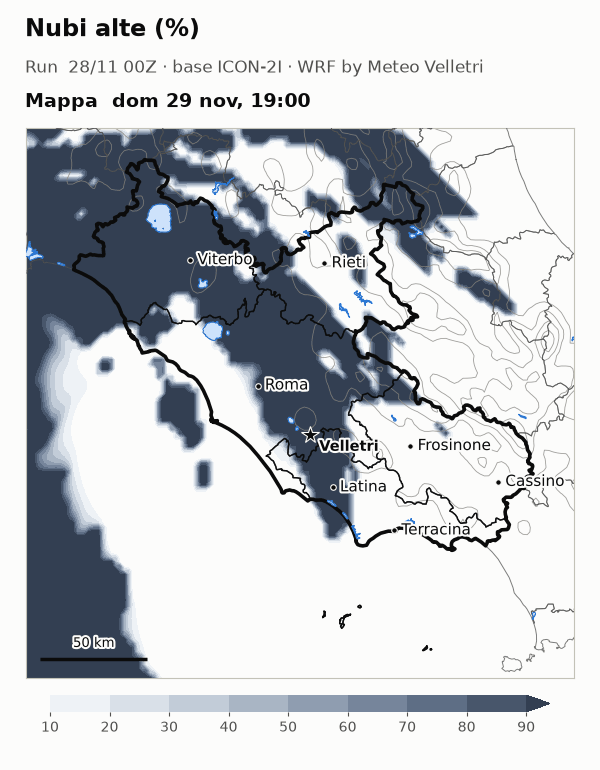 Nubi alte (%)
Run 28/11 00Z · base ICON-2I · WRF by Meteo Velletri
Mappa dom 29 nov, 19:00
Viterbo
Rieti
Roma
Velletri
Frosinone
Cassino
Latina
Terracina
50 km
10 20 30 40 50 60 70 80 90